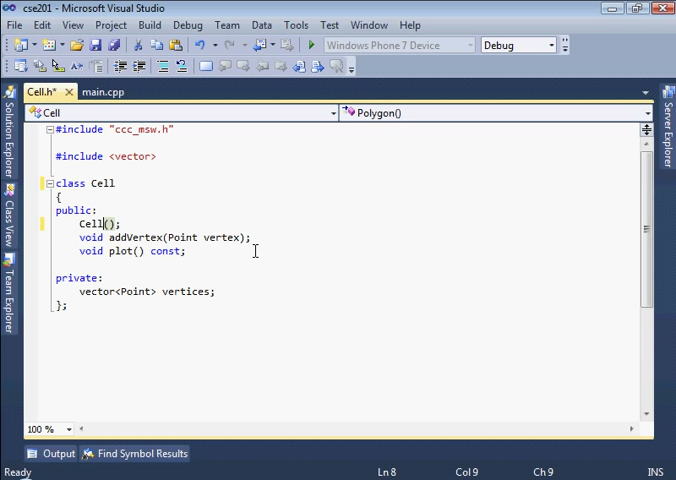 cse201 - Microsoft Visual Studio
File Edit View Project Build Debug Team Data Tools Test Window Help
Windows Phone 7 Device Debug
Cell.h* main.cpp
Cell Polygon()
#include "ccc_msw.h"
#include <vector>
class Cell
{
public:
Cell();
void addVertex(Point vertex);
void plot() const;
private:
vector<Point> vertices;
};
100 %
Solution Explorer
Class View
Team Explorer
Server Explorer
Output Find Symbol Results
Ready Ln 8 Col 9 Ch 9 INS